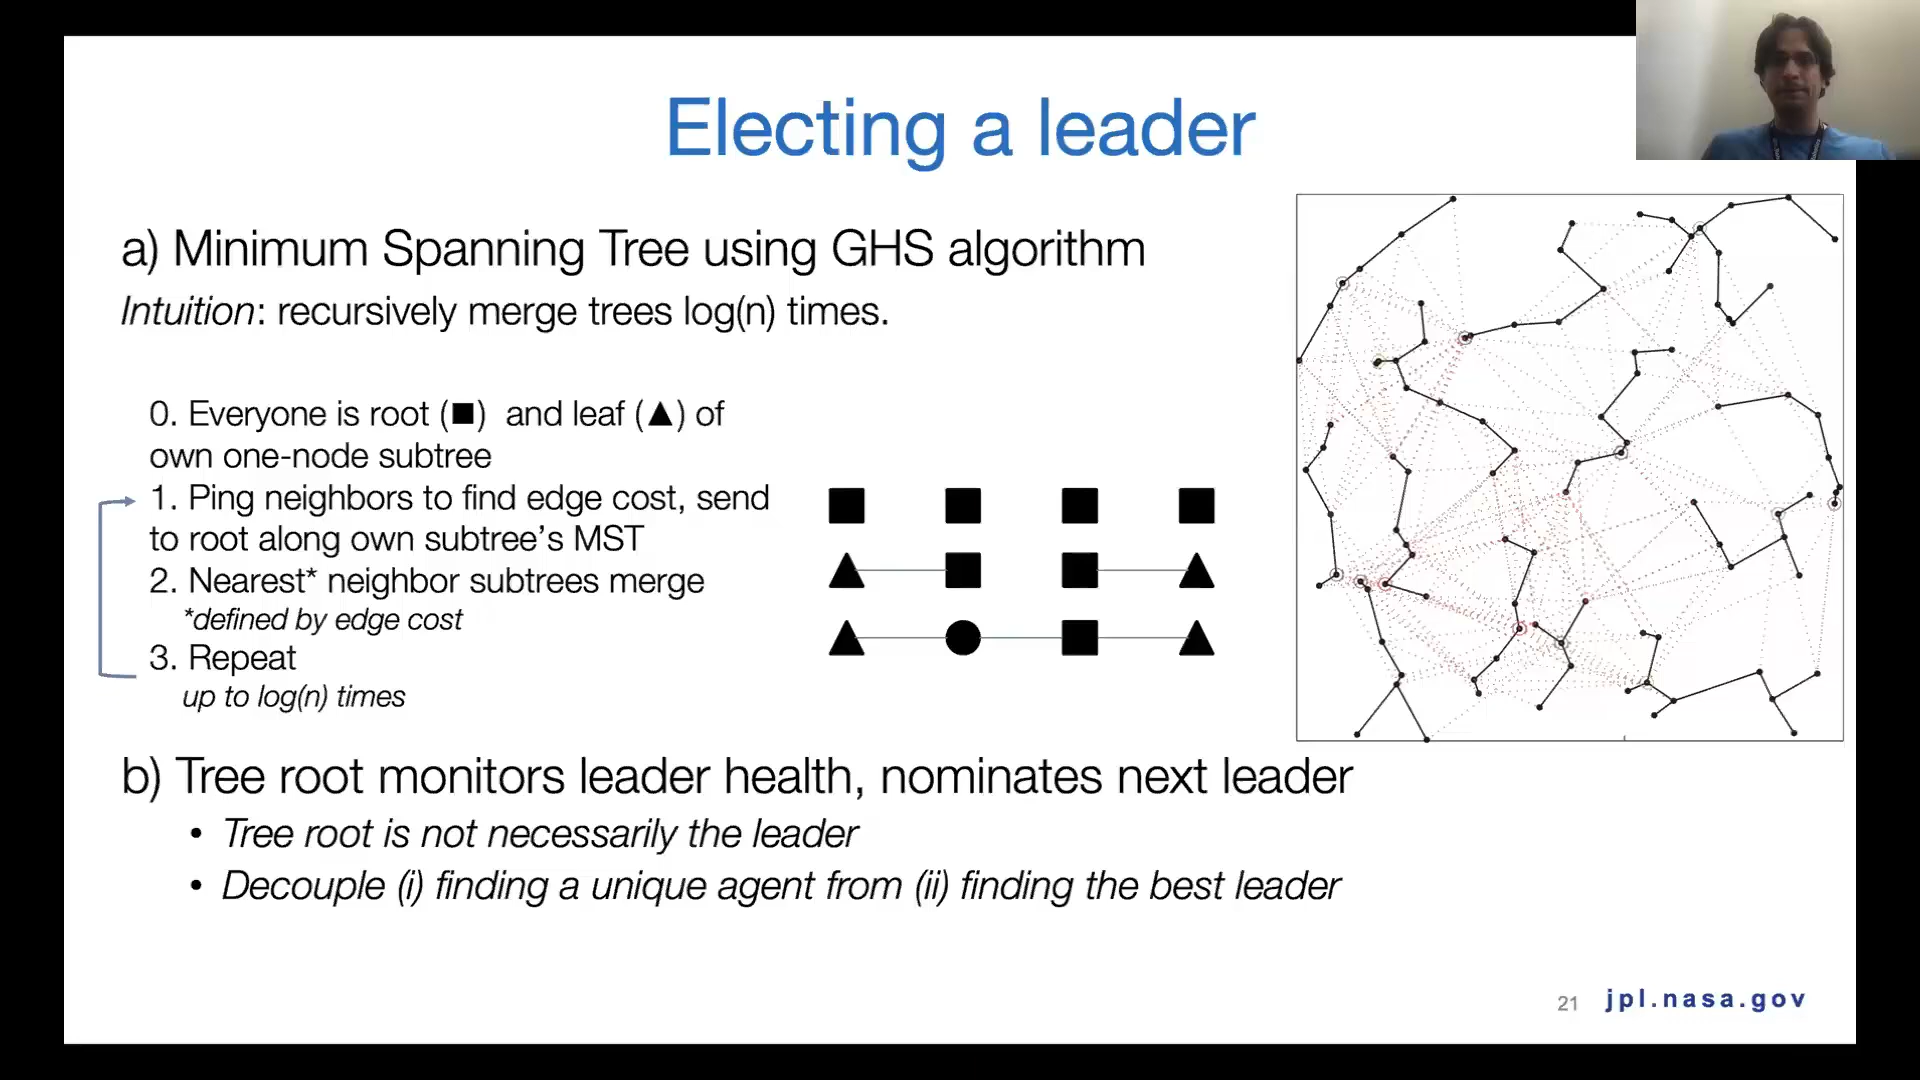 Electing a leader
a) Minimum Spanning Tree using GHS algorithm
Intuition: recursively merge trees log(n) times.
0. Everyone is root (■) and leaf (▲) of
own one-node subtree
1. Ping neighbors to find edge cost, send
to root along own subtree's MST
2. Nearest* neighbor subtrees merge
*defined by edge cost
3. Repeat
up to log(n) times
b) Tree root monitors leader health, nominates next leader
• Tree root is not necessarily the leader
• Decouple (i) finding a unique agent from (ii) finding the best leader
21
jpl.nasa.gov